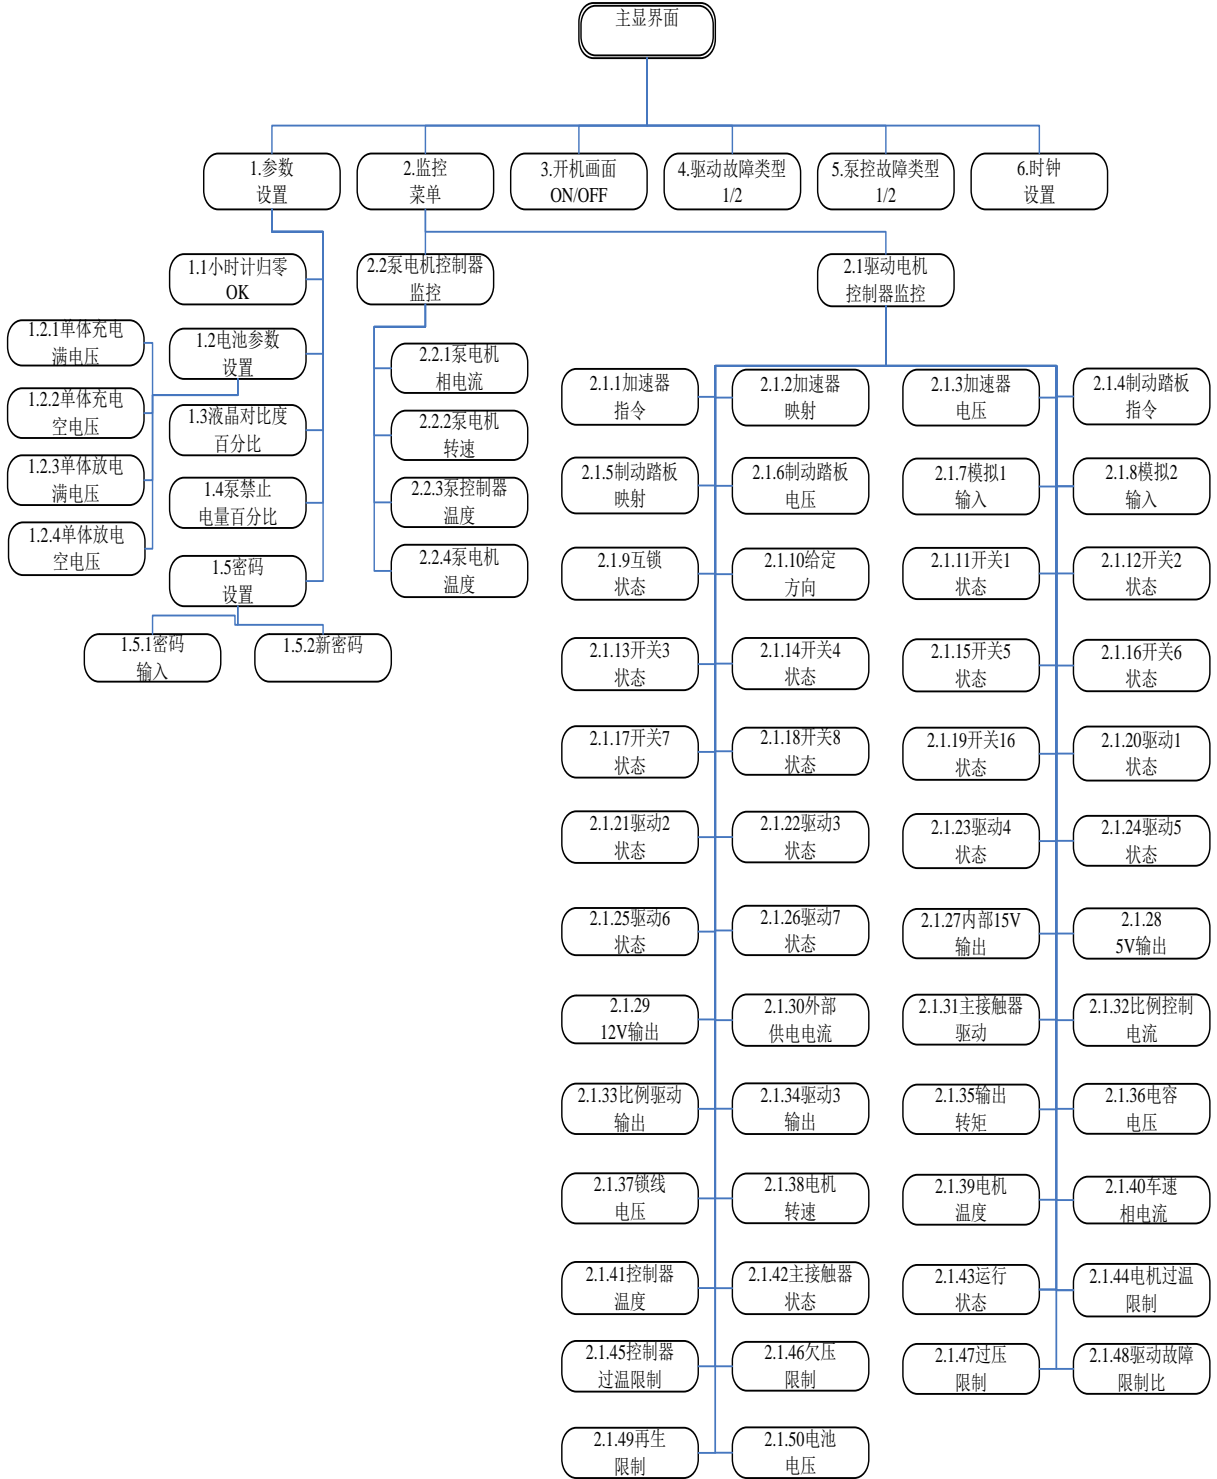 主显界面
1.参数
设置
2.监控
菜单
3.开机画面
ON/OFF
4.驱动故障类型
1/2
5.泵控故障类型
1/2
6.时钟
设置
1.1小时计归零
OK
1.2电池参数
设置
1.2.1单体充电
满电压
1.2.2单体充电
空电压
1.2.3单体放电
满电压
1.2.4单体放电
空电压
1.3液晶对比度
百分比
1.4泵禁止
电量百分比
1.5密码
设置
1.5.1密码
输入
1.5.2新密码
2.2泵电机控制器
监控
2.2.1泵电机
相电流
2.2.2泵电机
转速
2.2.3泵控制器
温度
2.2.4泵电机
温度
2.1驱动电机
控制器监控
2.1.1加速器
指令
2.1.2加速器
映射
2.1.3加速器
电压
2.1.4制动踏板
指令
2.1.5制动踏板
映射
2.1.6制动踏板
电压
2.1.7模拟1
输入
2.1.8模拟2
输入
2.1.9互锁
状态
2.1.10给定
方向
2.1.11开关1
状态
2.1.12开关2
状态
2.1.13开关3
状态
2.1.14开关4
状态
2.1.15开关5
状态
2.1.16开关6
状态
2.1.17开关7
状态
2.1.18开关8
状态
2.1.19开关16
状态
2.1.20驱动1
状态
2.1.21驱动2
状态
2.1.22驱动3
状态
2.1.23驱动4
状态
2.1.24驱动5
状态
2.1.25驱动6
状态
2.1.26驱动7
状态
2.1.27内部15V
输出
2.1.28
5V输出
2.1.29
12V输出
2.1.30外部
供电电流
2.1.31主接触器
驱动
2.1.32比例控制
电流
2.1.33比例驱动
输出
2.1.34驱动3
输出
2.1.35输出
转矩
2.1.36电容
电压
2.1.37锁线
电压
2.1.38电机
转速
2.1.39电机
温度
2.1.40车速
相电流
2.1.41控制器
温度
2.1.42主接触器
状态
2.1.43运行
状态
2.1.44电机过温
限制
2.1.45控制器
过温限制
2.1.46欠压
限制
2.1.47过压
限制
2.1.48驱动故障
限制比
2.1.49再生
限制
2.1.50电池
电压